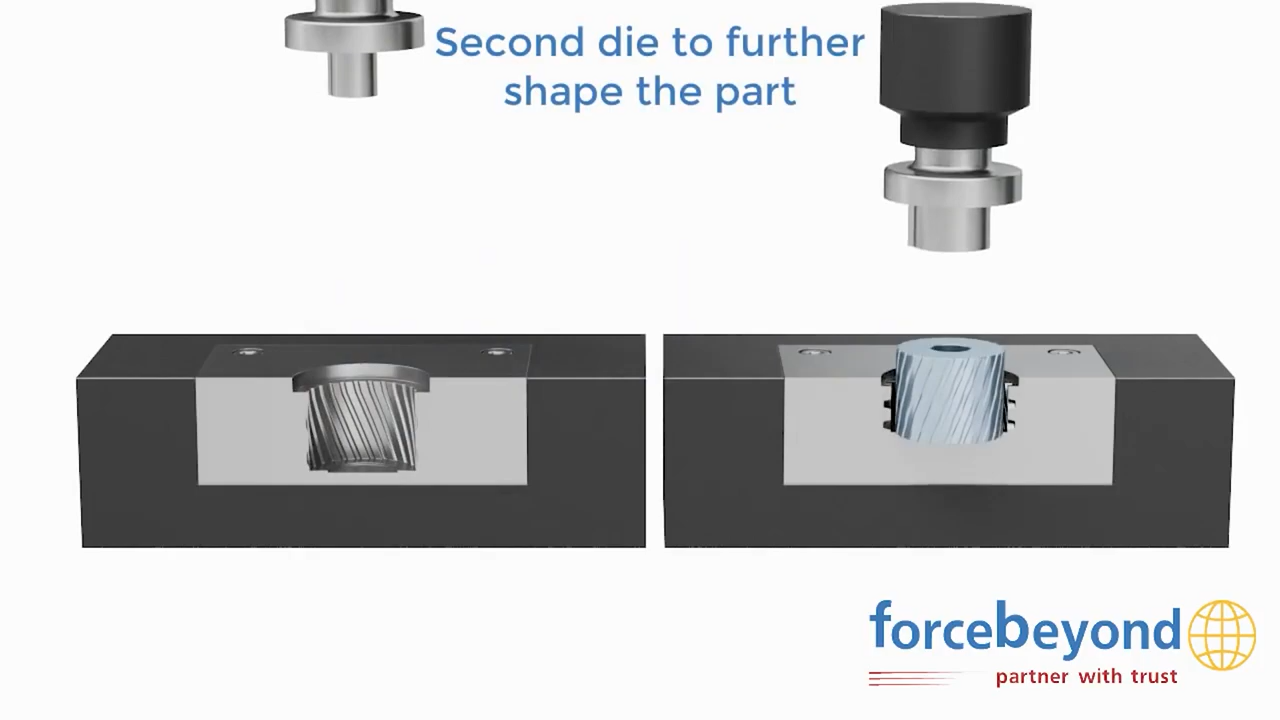 Second die to further
shape the part
forcebeyond
partner with trust